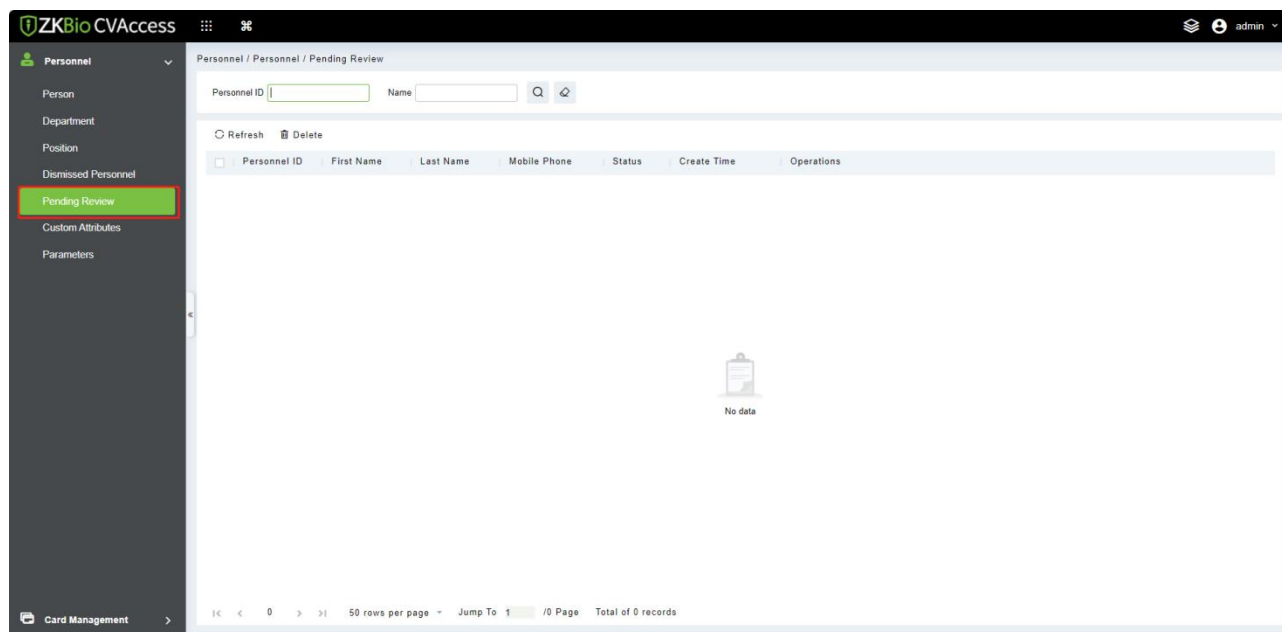 ZKBio CVAccess admin
Personnel
Personnel / Personnel / Pending Review
Person
Department
Position
Dismissed Personnel
Pending Review
Custom Attributes
Parameters
Personnel ID Name
Refresh Delete
Personnel ID First Name Last Name Mobile Phone Status Create Time Operations
No data
Card Management
0 50 rows per page Jump To 1 /0 Page Total of 0 records